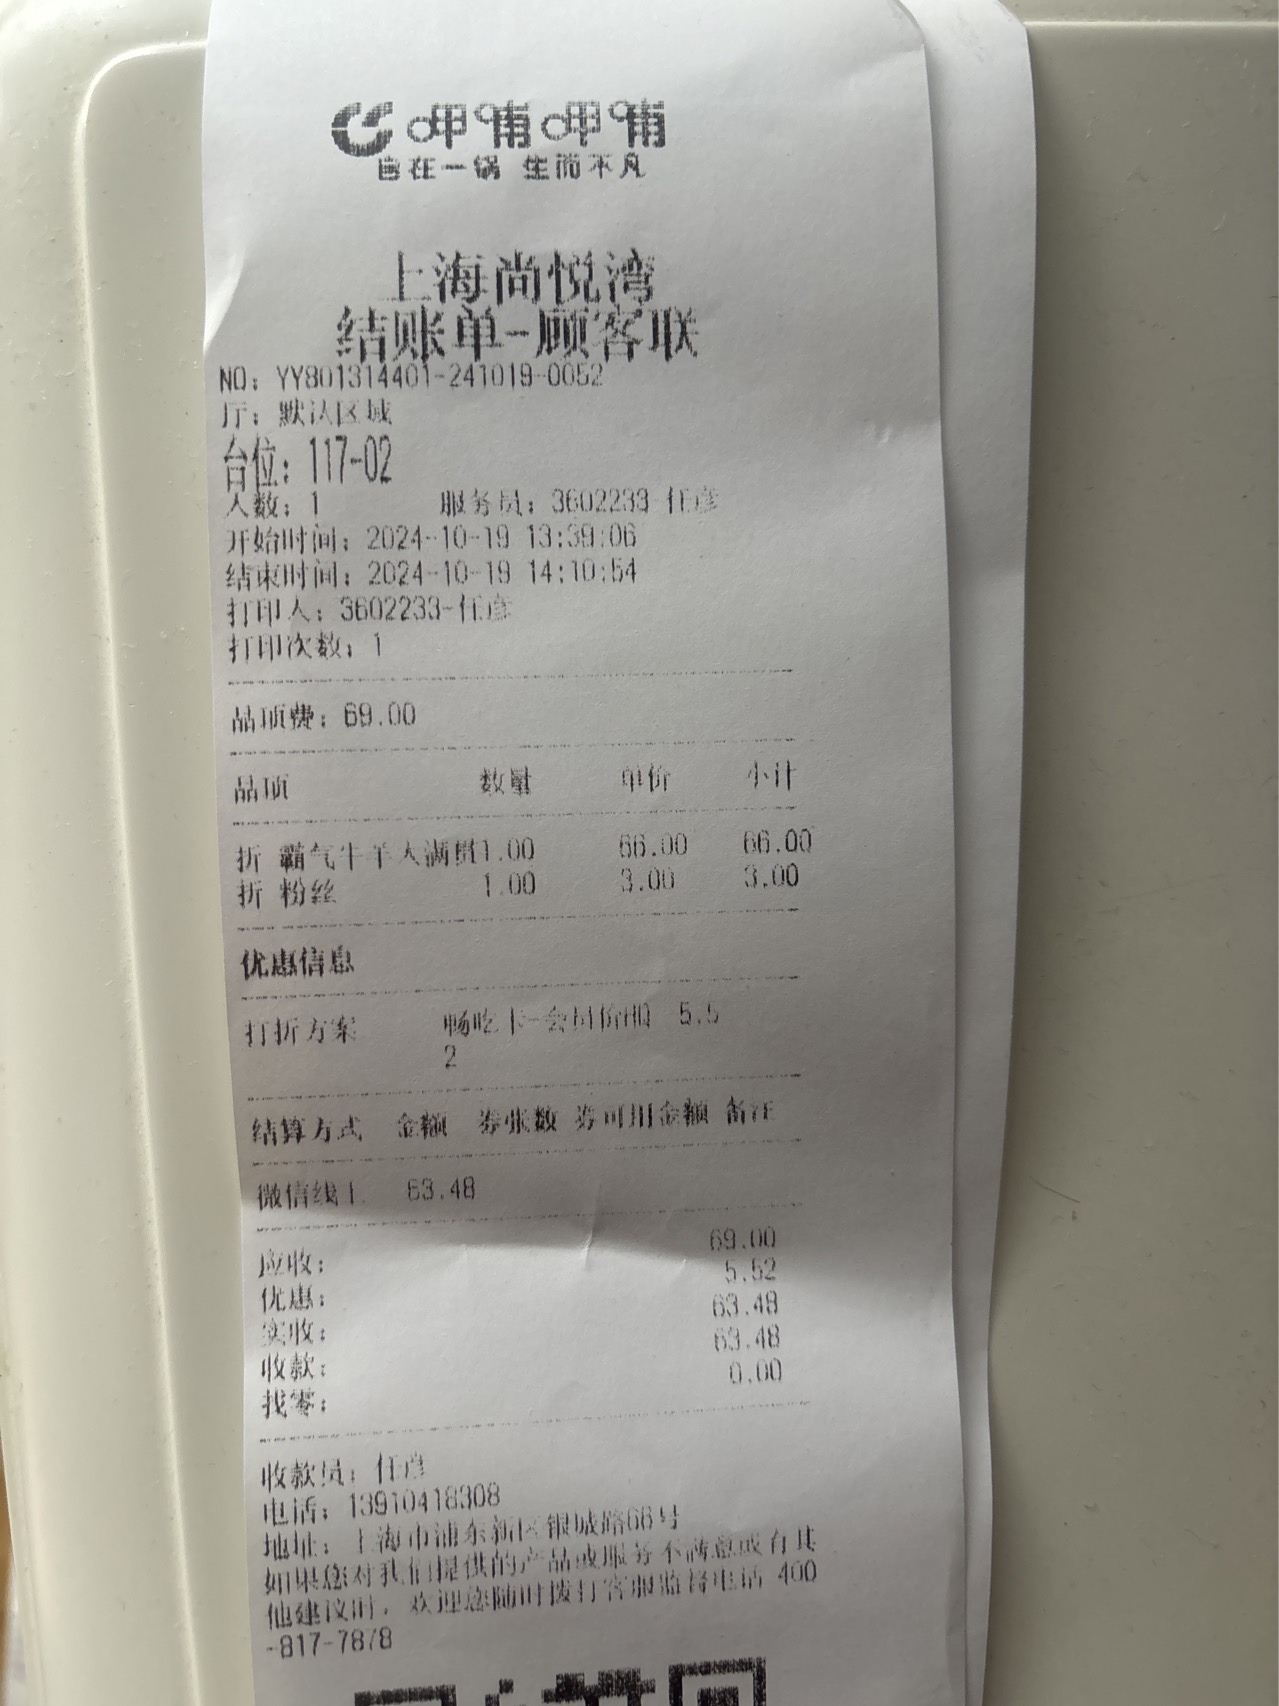 呷哺呷哺
自在一锅 生而不凡
上海尚悦湾
结账单-顾客联
NO: YY801314401-241019-0052
厅: 默认区域
台位: 117-02
人数: 1 服务员: 3602233-任彦
开始时间: 2024-10-19 13:39:06
结束时间: 2024-10-19 14:10:54
打印人: 3602233-任彦
打印次数: 1
品项费: 69.00
品项 数量 单价 小计
折 霸气牛羊大满贯1.00 66.00 66.00
折 粉丝 1.00 3.00 3.00
优惠信息
打折方案 畅吃卡-会员价 5.5
2
结算方式 金额 券张数 券可用金额 备注
微信线上 63.48
应收: 69.00
优惠: 5.52
实收: 63.48
收款: 63.48
找零: 0.00
收款员: 任彦
电话: 13910418308
地址: 上海市浦东新区银城路66号
如果您对我们提供的产品或服务不满意或有其
他建议时, 欢迎您随时拨打客服监督电话 400
-817-7878